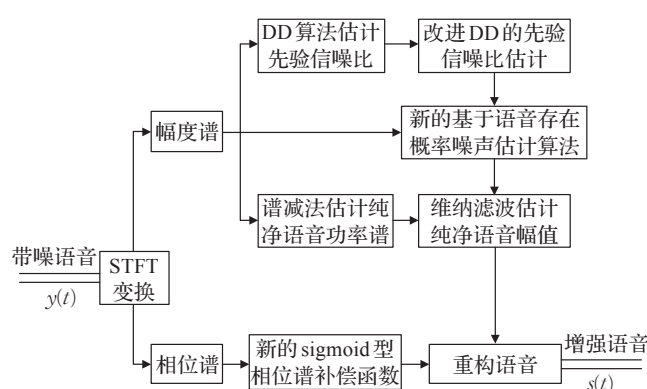 DD算法估计
先验信噪比
改进DD的先验
信噪比估计
幅度谱
新的基于语音存在
概率噪声估计算法
谱减法估计纯
净语音功率谱
维纳滤波估计
纯净语音幅值
带噪语音
y(t)
STFT
变换
相位谱
新的sigmoid型
相位谱补偿函数
重构语音
增强语音
s(t)